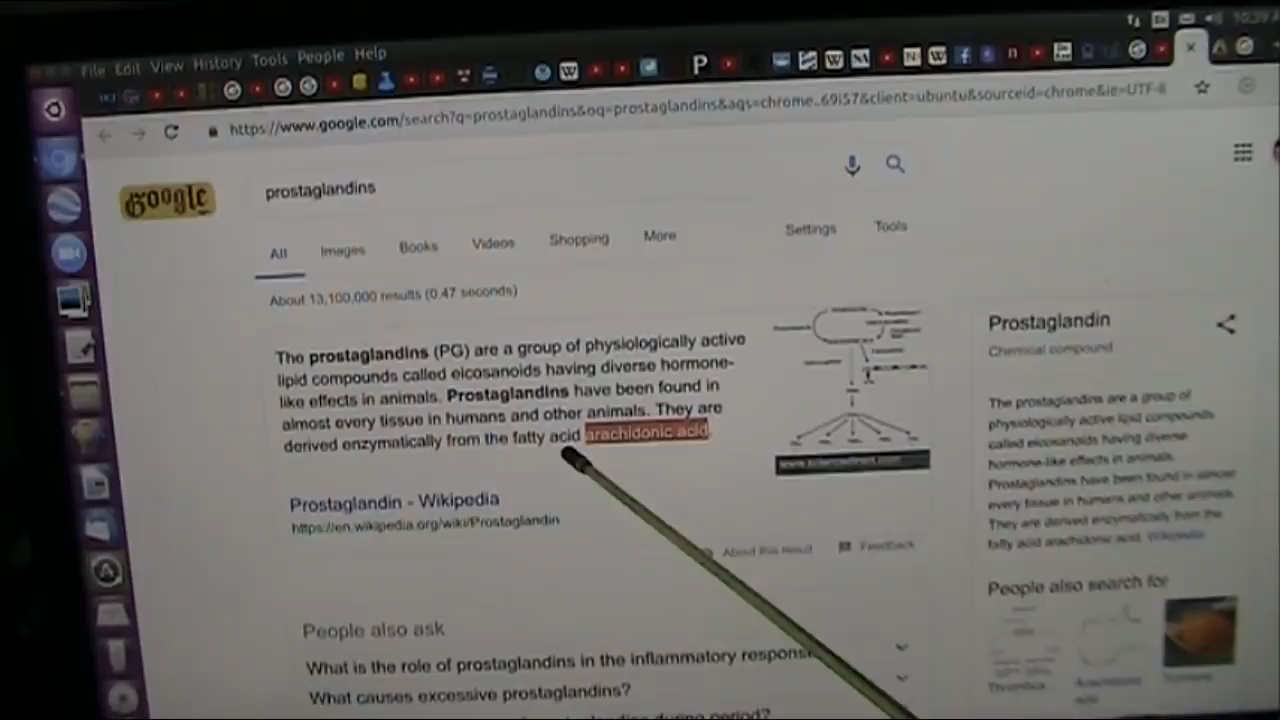 File Edit View History Tools People Help
https://www.google.com/search?q=prostaglandins&oq=prostaglandins&aqs=chrome..69i57&client=ubuntu&sourceid=chrome&ie=UTF-8
Google
prostaglandins
All Images Books Videos Shopping More Settings Tools
About 13,100,000 results (0.47 seconds)
The prostaglandins (PG) are a group of physiologically active
lipid compounds called eicosanoids having diverse hormone-
like effects in animals. Prostaglandins have been found in
almost every tissue in humans and other animals. They are
derived enzymatically from the fatty acid arachidonic acid.
Prostaglandin - Wikipedia
https://en.wikipedia.org/wiki/Prostaglandin
About this result Feedback
People also ask
What is the role of prostaglandins in the inflammatory respons
What causes excessive prostaglandins?
during period?
Prostaglandin
Chemical compound
The prostaglandins are a group of
physiologically active lipid compounds
called eicosanoids having diverse
hormone-like effects in animals.
Prostaglandins have been found in almost
every tissue in humans and other animals.
They are derived enzymatically from the
fatty acid arachidonic acid. Wikipedia
People also search for